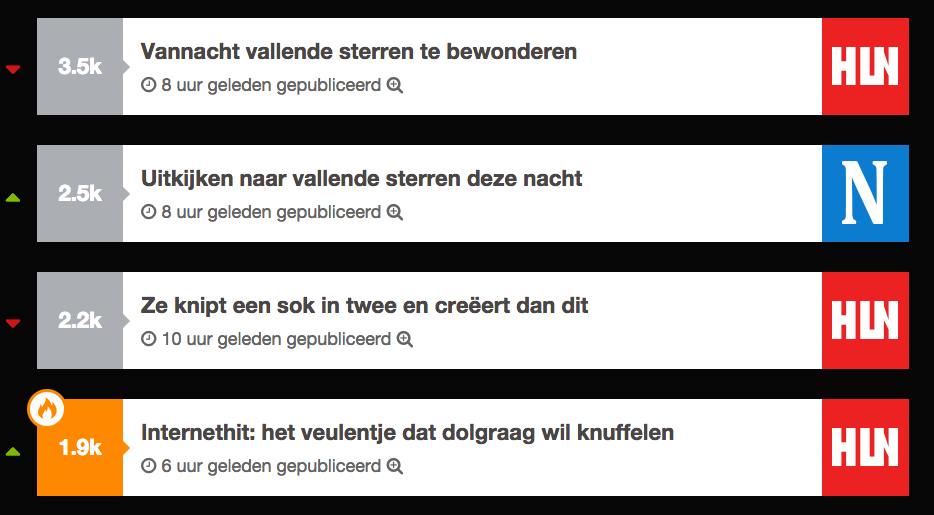 3.5k
Vannacht vallende sterren te bewonderen
8 uur geleden gepubliceerd
HLN
2.5k
Uitkijken naar vallende sterren deze nacht
8 uur geleden gepubliceerd
N
2.2k
Ze knipt een sok in twee en creëert dan dit
10 uur geleden gepubliceerd
HLN
1.9k
Internethit: het veulentje dat dolgraag wil knuffelen
6 uur geleden gepubliceerd
HLN